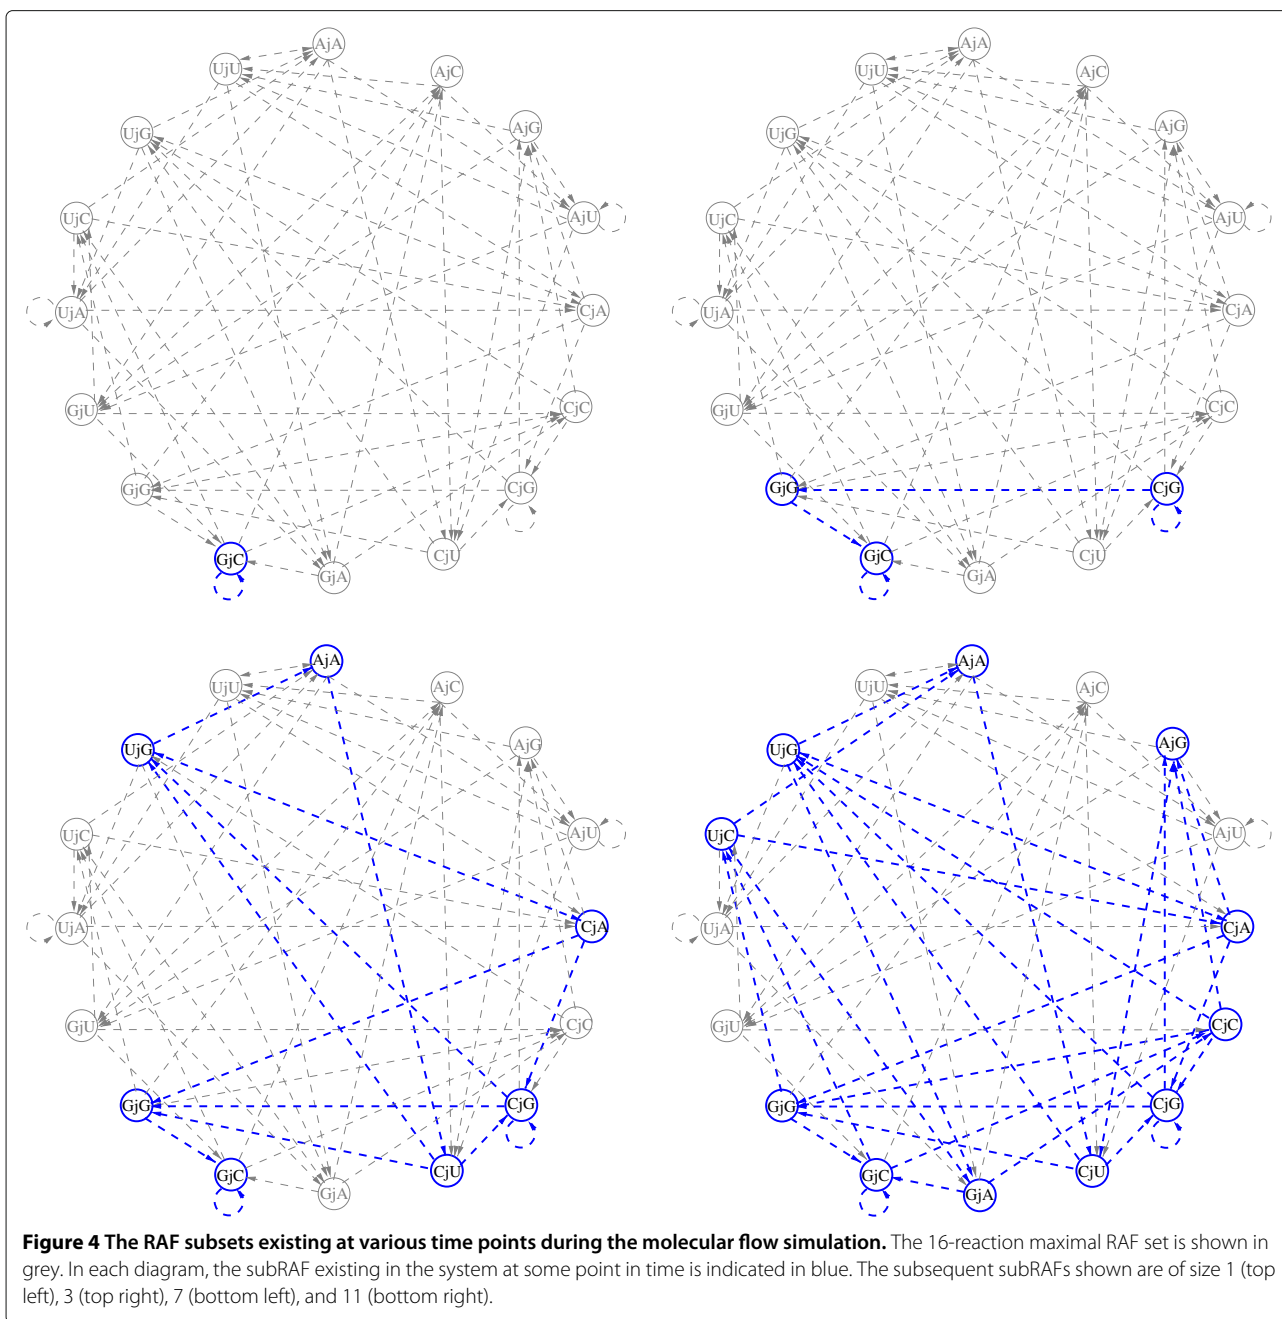 AjA
UjU
AjC
UjG
AjG
UjC
AjU
UjA
CjA
GjU
CjC
GjG
CjG
GjC
CjU
GjA
AjA
UjU
AjC
UjG
AjG
UjC
AjU
UjA
CjA
GjU
CjC
GjG
CjG
GjC
CjU
GjA
AjA
UjU
AjC
UjG
AjG
UjC
AjU
UjA
CjA
GjU
CjC
GjG
CjG
GjC
CjU
GjA
AjA
UjU
AjC
UjG
AjG
UjC
AjU
UjA
CjA
GjU
CjC
GjG
CjG
GjC
CjU
GjA
Figure 4 The RAF subsets existing at various time points during the molecular flow simulation. The 16-reaction maximal RAF set is shown in
grey. In each diagram, the subRAF existing in the system at some point in time is indicated in blue. The subsequent subRAFs shown are of size 1 (top
left), 3 (top right), 7 (bottom left), and 11 (bottom right).